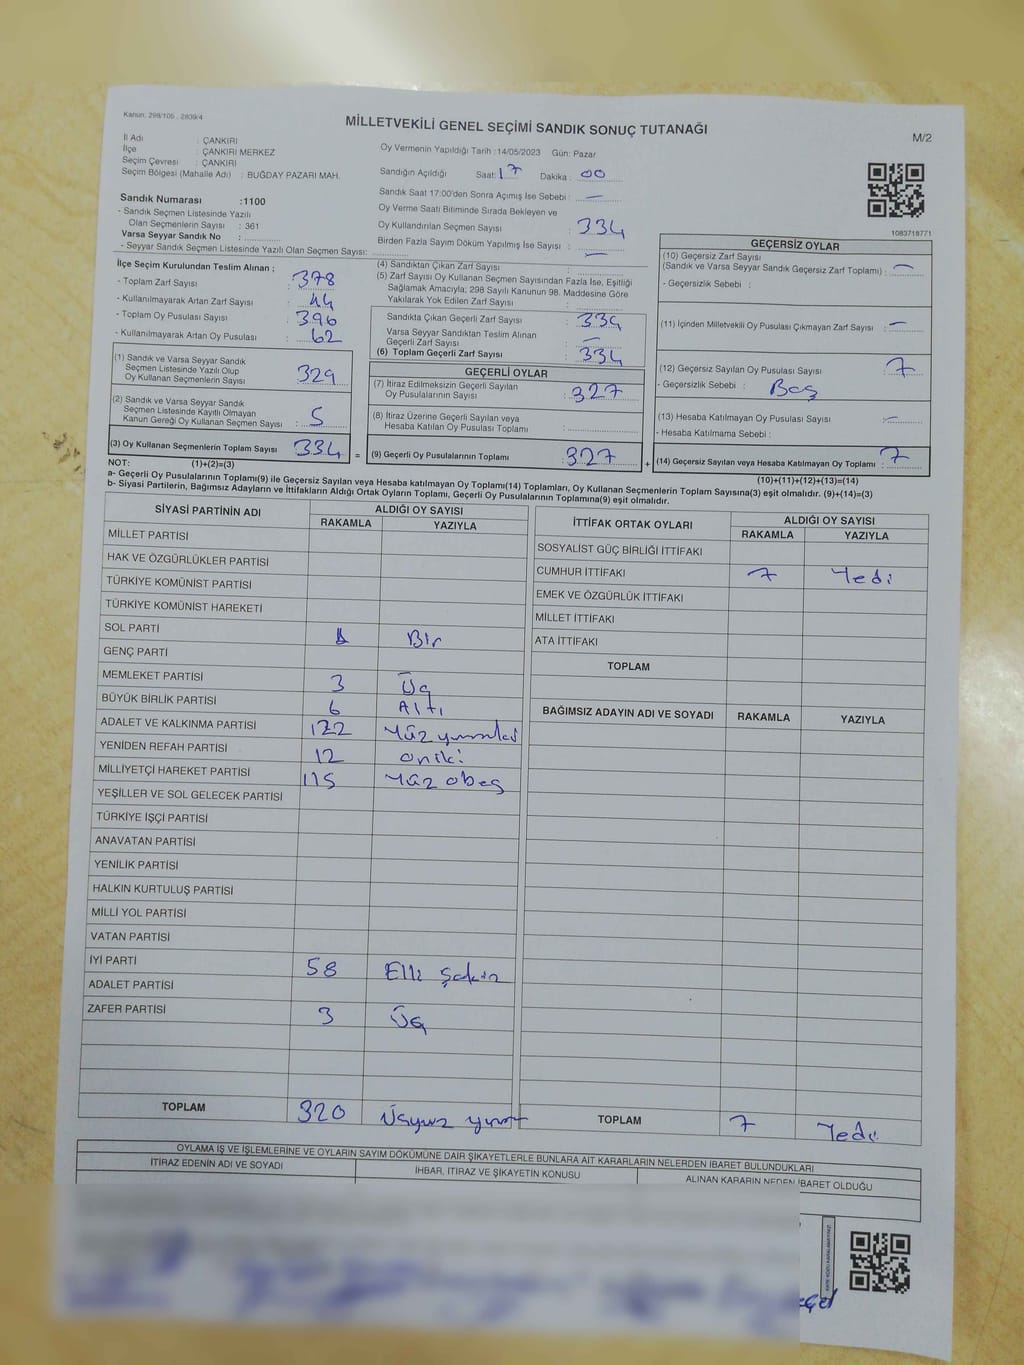 Kanun: 298/105 , 2839/4
MİLLETVEKİLİ GENEL SEÇİMİ SANDIK SONUÇ TUTANAĞI
M/2
İl Adı : ÇANKIRI
İlçe : ÇANKIRI MERKEZ
Seçim Çevresi : ÇANKIRI
Seçim Bölgesi (Mahalle Adı) : BUĞDAY PAZARI MAH.
Oy Vermenin Yapıldığı Tarih :14/05/2023 Gün: Pazar
Sandığın Açıldığı Saat: 17 Dakika : 00
Sandık Saat 17:00'den Sonra Açımış İse Sebebi : —
Oy Verme Saati Bitiminde Sırada Bekleyen ve
Oy Kullandırılan Seçmen Sayısı : 334
Birden Fazla Sayım Döküm Yapılmış İse Sayısı : —
1083718771
Sandık Numarası :1100
- Sandık Seçmen Listesinde Yazılı
Olan Seçmenlerin Sayısı : 361
Varsa Seyyar Sandık No :
- Seyyar Sandık Seçmen Listesinde Yazılı Olan Seçmen Sayısı:
İlçe Seçim Kurulundan Teslim Alınan ;
- Toplam Zarf Sayısı : 378
- Kullanılmayarak Artan Zarf Sayısı : 44
- Toplam Oy Pusulası Sayısı : 396
- Kullanılmayarak Artan Oy Pusulası : 62
(1) Sandık ve Varsa Seyyar Sandık
Seçmen Listesinde Yazılı Olup
Oy Kullanan Seçmenlerin Sayısı : 329
(2) Sandık ve Varsa Seyyar Sandık
Seçmen Listesinde Kayıtlı Olmayan
Kanun Gereği Oy Kullanan Seçmen Sayısı : 5
(3) Oy Kullanan Seçmenlerin Toplam Sayısı : 334 =
(4) Sandıktan Çıkan Zarf Sayısı :
(5) Zarf Sayısı Oy Kullanan Seçmen Sayısından Fazla İse, Eşitliği
Sağlamak Amacıyla; 298 Sayılı Kanunun 98. Maddesine Göre
Yakılarak Yok Edilen Zarf Sayısı :
Sandıkta Çıkan Geçerli Zarf Sayısı : 334
Varsa Seyyar Sandıktan Teslim Alınan
Geçerli Zarf Sayısı : —
(6) Toplam Geçerli Zarf Sayısı : 334
GEÇERLİ OYLAR
(7) İtiraz Edilmeksizin Geçerli Sayılan
Oy Pusulalarının Sayısı : 327
(8) İtiraz Üzerine Geçerli Sayılan veya
Hesaba Katılan Oy Pusulası Toplamı :
(9) Geçerli Oy Pusulalarının Toplamı : 327 +
GEÇERSİZ OYLAR
(10) Geçersiz Zarf Sayısı
(Sandık ve Varsa Seyyar Sandık Geçersiz Zarf Toplamı) : —
- Geçersizlik Sebebi :
(11) İçinden Milletvekili Oy Pusulası Çıkmayan Zarf Sayısı : —
(12) Geçersiz Sayılan Oy Pusulası Sayısı : 7
- Geçersizlik Sebebi : Boş
(13) Hesaba Katılmayan Oy Pusulası Sayısı : —
- Hesaba Katılmama Sebebi :
(14) Geçersiz Sayılan veya Hesaba Katılmayan Oy Toplamı : 7
NOT: (1)+(2)=(3)
(10)+(11)+(12)+(13)=(14)
a- Geçerli Oy Pusulaları Toplamı(9) ile Geçersiz Sayılan veya Hesaba Katılmayan Oy Toplamı(14) Toplamları, Oy Kullanan Seçmenlerin Toplam Sayısına(3) eşit olmalıdır. (9)+(14)=(3)
b- Siyasi Partilerin, Bağımsız Adayların ve İttifakların Aldığı Ortak Oyların Toplamı, Geçerli Oy Pusulalarının Toplamına(9) eşit olmalıdır.
SİYASİ PARTİNİN ADI ALDIĞI OY SAYISI
RAKAMLA YAZIYLA
MİLLET PARTİSİ
HAK VE ÖZGÜRLÜKLER PARTİSİ
TÜRKİYE KOMÜNİST PARTİSİ
TÜRKİYE KOMÜNİST HAREKETİ
SOL PARTİ 1 Bir
GENÇ PARTİ
MEMLEKET PARTİSİ 3 Üç
BÜYÜK BİRLİK PARTİSİ 6 Altı
ADALET VE KALKINMA PARTİSİ 122
YENİDEN REFAH PARTİSİ 12 oniki
MİLLİYETÇİ HAREKET PARTİSİ 115 Yüz obeş
YEŞİLLER VE SOL GELECEK PARTİSİ
TÜRKİYE İŞÇİ PARTİSİ
ANAVATAN PARTİSİ
YENİLİK PARTİSİ
HALKIN KURTULUŞ PARTİSİ
MİLLİ YOL PARTİSİ
VATAN PARTİSİ
İYİ PARTİ 58 Elli Şekiz
ADALET PARTİSİ
ZAFER PARTİSİ 3 Üç
TOPLAM 320
İTTİFAK ORTAK OYLARI ALDIĞI OY SAYISI
RAKAMLA YAZIYLA
SOSYALİST GÜÇ BİRLİĞİ İTTİFAKI
CUMHUR İTTİFAKI 7 Yedi
EMEK VE ÖZGÜRLÜK İTTİFAKI
MİLLET İTTİFAKI
ATA İTTİFAKI
TOPLAM
BAĞIMSIZ ADAYIN ADI VE SOYADI RAKAMLA YAZIYLA
TOPLAM 7 Yedi
OYLAMA İŞ VE İŞLEMLERİNE VE OYLARIN SAYIM DÖKÜMÜNE DAİR ŞİKAYETLERLE BUNLARA AİT KARARLARIN NELERDEN İBARET BULUNDUKLARI
İTİRAZ EDENİN ADI VE SOYADI İHBAR, İTİRAZ VE ŞİKAYETİN KONUSU ALINAN KARARIN NEDEN İBARET OLDUĞU